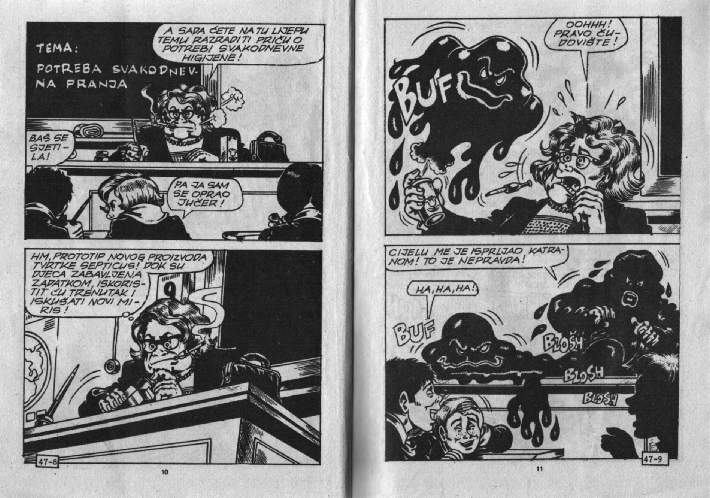 TEMA:
POTREBA SVAKODNEV-
NA PRANJA
A SADA ĆETE NA TU LIJEPU
TEMU RAZRADITI PRIČU O
POTREBI SVAKODNEVNE
HIGIJENE!
BAŠ SE
SJETI-
LA!
PA JA SAM
SE OPRAO
JUČER!
HM, PROTOTIP NOVOG PROIZVODA
TVRTKE SEPTICUS! DOK SU
DJECA ZABAVLJENA
ZADATKOM, ISKORIS-
TIT ĆU TRENUTAK I
ISKUŠATI NOVI MI-
RIS!
47-8
10
OOHHH!
PRAVO ČU-
DOVIŠTE!
BUF
CIJELU ME JE ISPRLJAO KATRA-
NOM! TO JE NEPRAVDA!
HA, HA, HA!
BUF
BLOSH
BLOSH
BLOSH
47-9
11